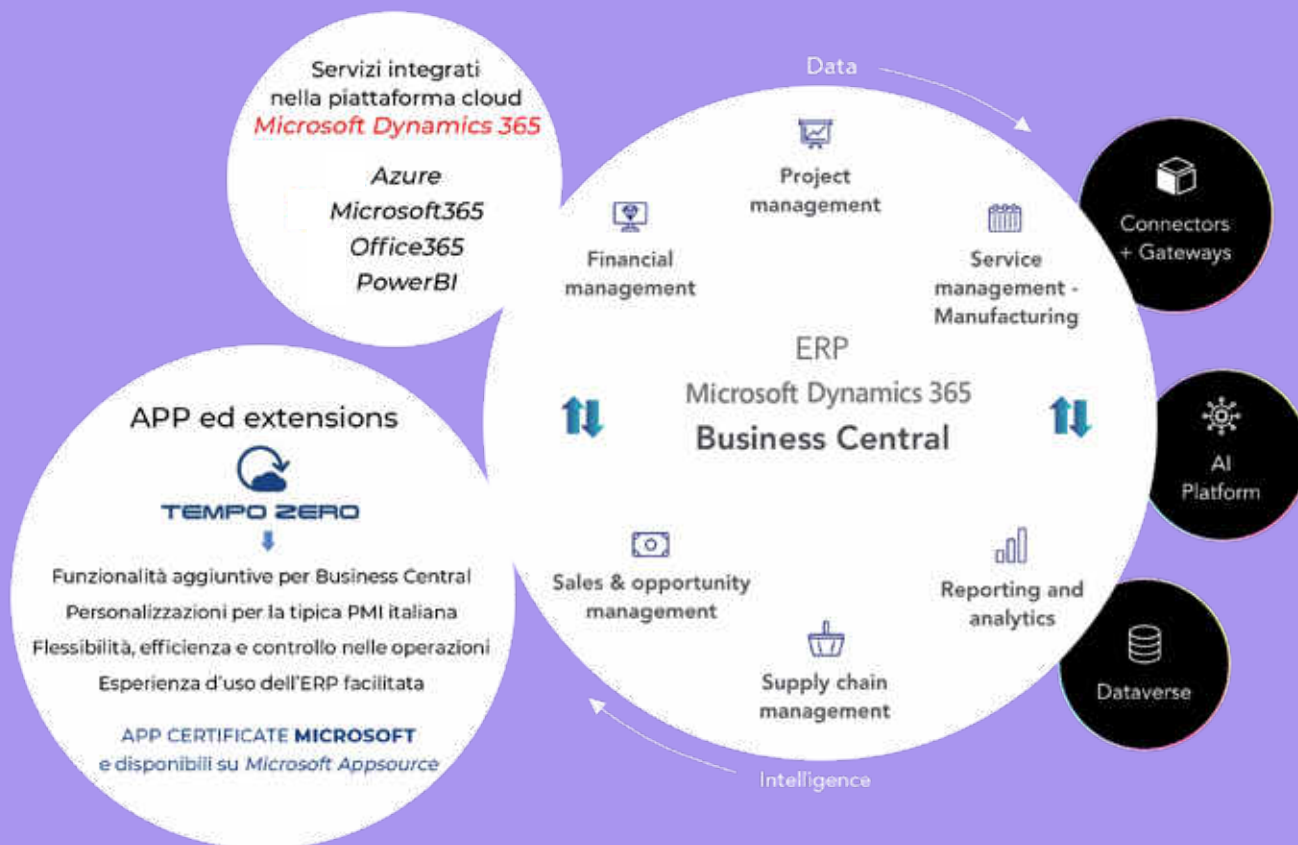 Servizi integrati
nella piattaforma cloud
Microsoft Dynamics 365
Azure
Microsoft365
Office365
PowerBI
APP ed extensions
TEMPO ZERO
Funzionalità aggiuntive per Business Central
Personalizzazioni per la tipica PMI italiana
Flessibilità, efficienza e controllo nelle operazioni
Esperienza d'uso dell'ERP facilitata
APP CERTIFICATE MICROSOFT
e disponibili su Microsoft Appsource
Data
Project
management
Financial
management
Service
management -
Manufacturing
ERP
Microsoft Dynamics 365
Business Central
Sales & opportunity
management
Reporting and
analytics
Supply chain
management
Intelligence
Connectors
+ Gateways
AI
Platform
Dataverse